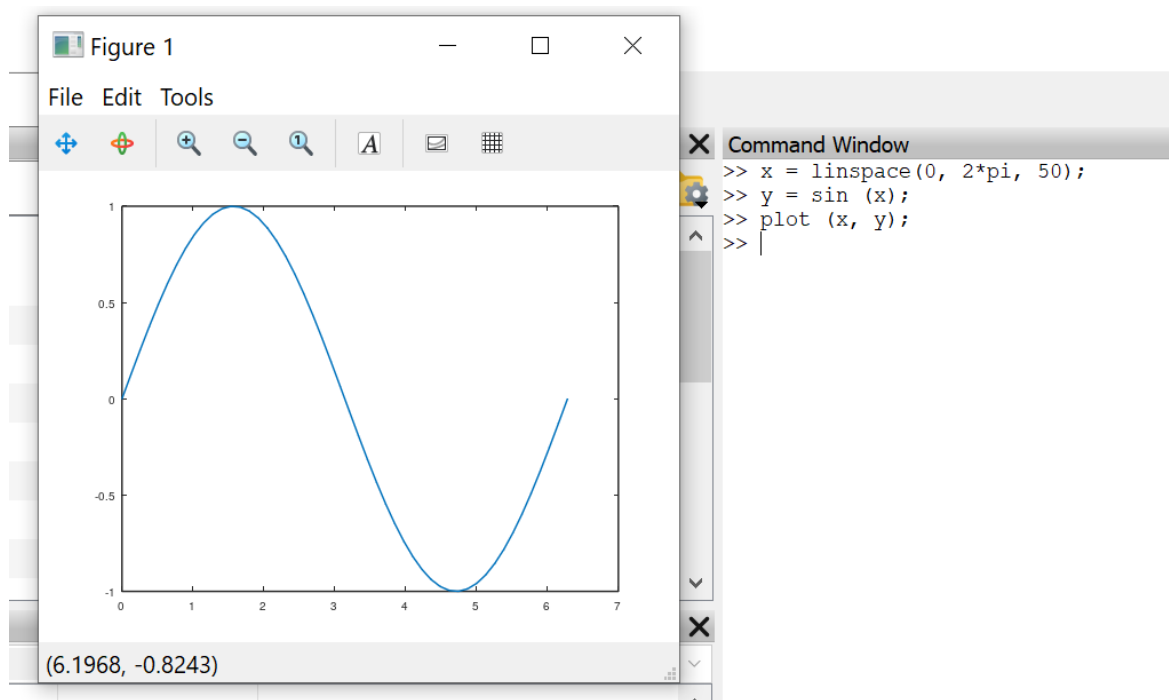 Figure 1
File Edit Tools
1
A
1
0.5
0
-0.5
-1
0 1 2 3 4 5 6 7
(6.1968, -0.8243)
Command Window
>> x = linspace(0, 2*pi, 50);
>> y = sin (x);
>> plot (x, y);
>>